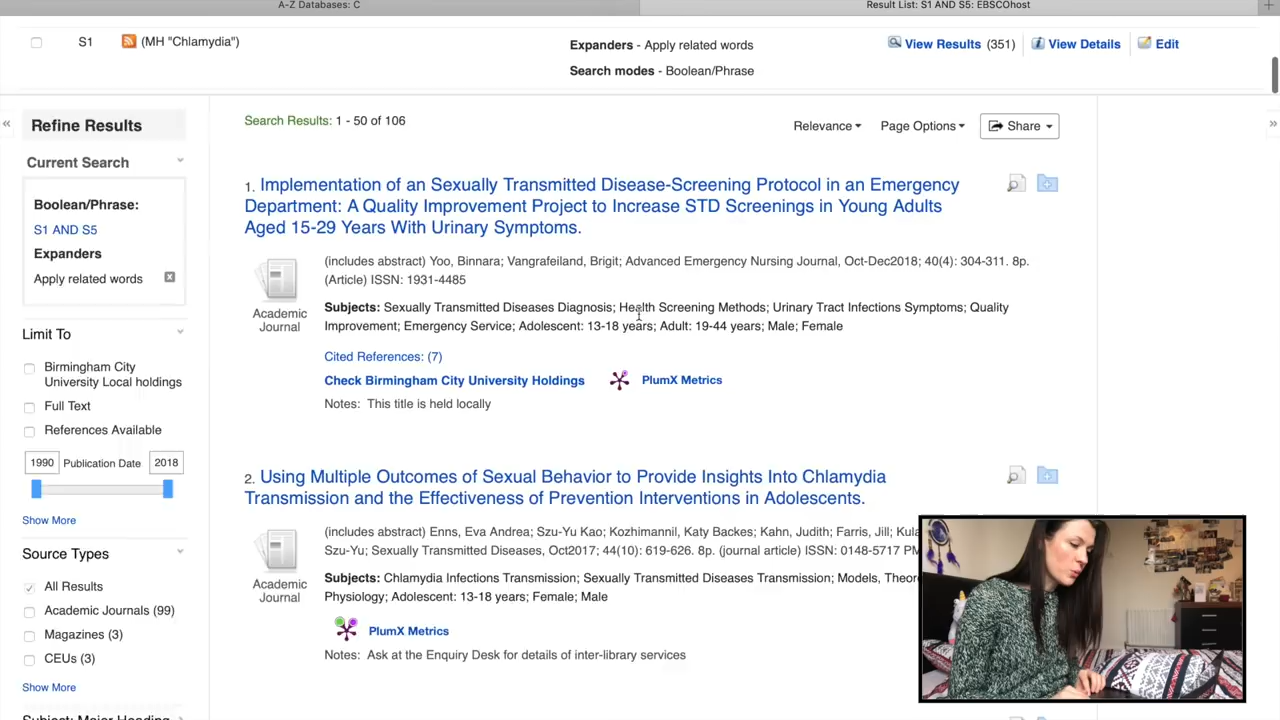 A-Z Databases: C
Result List: S1 AND S5: EBSCOhost
S1
(MH "Chlamydia")
Expanders - Apply related words
Search modes - Boolean/Phrase
View Results (351)
View Details
Edit
Refine Results
Current Search
Boolean/Phrase:
S1 AND S5
Expanders
Apply related words
Limit To
Birmingham City
University Local holdings
Full Text
References Available
1990 Publication Date 2018
Show More
Source Types
All Results
Academic Journals (99)
Magazines (3)
CEUs (3)
Show More
Subject: Major Heading
Search Results: 1 - 50 of 106
Relevance
Page Options
Share
1. Implementation of an Sexually Transmitted Disease-Screening Protocol in an Emergency
Department: A Quality Improvement Project to Increase STD Screenings in Young Adults
Aged 15-29 Years With Urinary Symptoms.
Academic
Journal
(includes abstract) Yoo, Binnara; Vangrafeiland, Brigit; Advanced Emergency Nursing Journal, Oct-Dec2018; 40(4): 304-311. 8p.
(Article) ISSN: 1931-4485
Subjects: Sexually Transmitted Diseases Diagnosis; Health Screening Methods; Urinary Tract Infections Symptoms; Quality
Improvement; Emergency Service; Adolescent: 13-18 years; Adult: 19-44 years; Male; Female
Cited References: (7)
Check Birmingham City University Holdings
PlumX Metrics
Notes: This title is held locally
2. Using Multiple Outcomes of Sexual Behavior to Provide Insights Into Chlamydia
Transmission and the Effectiveness of Prevention Interventions in Adolescents.
Academic
Journal
(includes abstract) Enns, Eva Andrea; Szu-Yu Kao; Kozhimannil, Katy Backes; Kahn, Judith; Farris, Jill; Kula
Szu-Yu; Sexually Transmitted Diseases, Oct2017; 44(10): 619-626. 8p. (journal article) ISSN: 0148-5717 PM
Subjects: Chlamydia Infections Transmission; Sexually Transmitted Diseases Transmission; Models, Theor
Physiology; Adolescent: 13-18 years; Female; Male
PlumX Metrics
Notes: Ask at the Enquiry Desk for details of inter-library services